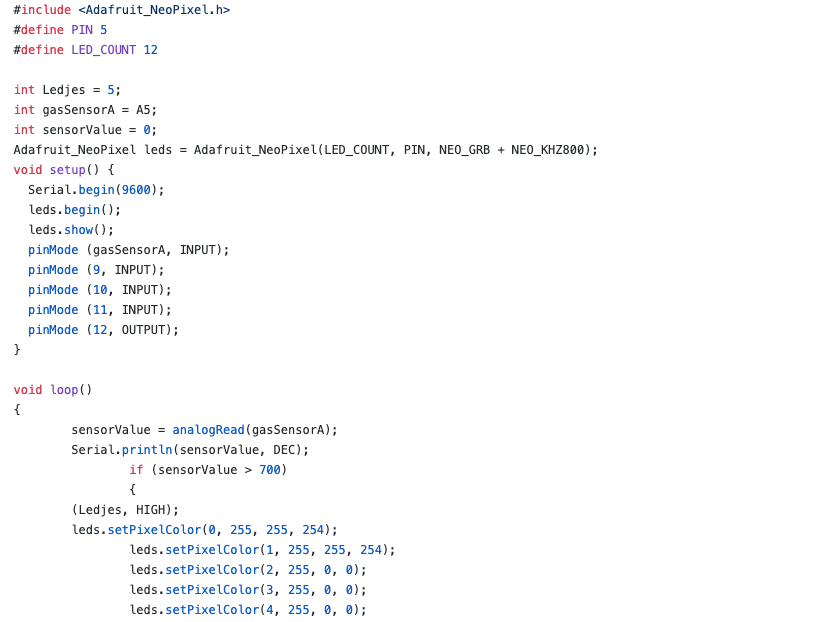 #include <Adafruit_NeoPixel.h>
#define PIN 5
#define LED_COUNT 12
int Ledjes = 5;
int gasSensorA = A5;
int sensorValue = 0;
Adafruit_NeoPixel leds = Adafruit_NeoPixel(LED_COUNT, PIN, NEO_GRB + NEO_KHZ800);
void setup() {
  Serial.begin(9600);
  leds.begin();
  leds.show();
  pinMode (gasSensorA, INPUT);
  pinMode (9, INPUT);
  pinMode (10, INPUT);
  pinMode (11, INPUT);
  pinMode (12, OUTPUT);
}
void loop()
{
        sensorValue = analogRead(gasSensorA);
        Serial.println(sensorValue, DEC);
                if (sensorValue > 700)
                {
        (Ledjes, HIGH);
        leds.setPixelColor(0, 255, 255, 254);
                leds.setPixelColor(1, 255, 255, 254);
                leds.setPixelColor(2, 255, 0, 0);
                leds.setPixelColor(3, 255, 0, 0);
                leds.setPixelColor(4, 255, 0, 0);